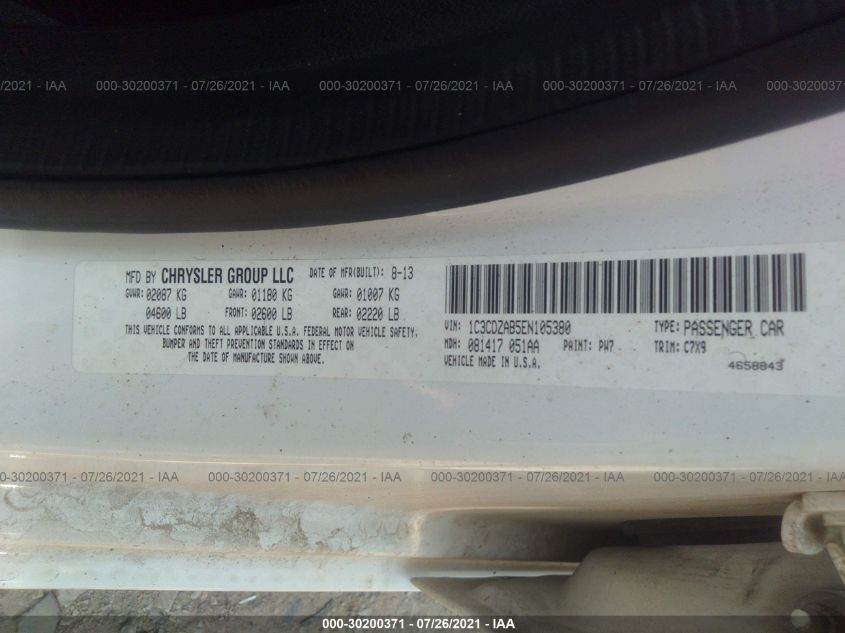 /2021 - IAA 000-30200371 - 07/26/2021 - IAA 000-30200371 - 07/26/2021 - IAA 000-30200371 - 07/26/2021 - IAA 000-3020
MFD BY CHRYSLER GROUP LLC DATE OF MFR(BUILT): 8-13
GVWR: 02087 KG GAWR: 01180 KG GAWR: 01007 KG
04600 LB FRONT: 02600 LB REAR: 02220 LB
THIS VEHICLE CONFORMS TO ALL APPLICABLE U.S.A. FEDERAL MOTOR VEHICLE SAFETY,
BUMPER AND THEFT PREVENTION STANDARDS IN EFFECT ON
THE DATE OF MANUFACTURE SHOWN ABOVE.
VIN: 1C3CDZAB5EN105380 TYPE: PASSENGER CAR
MDH: 081417 051AA PAINT: PW7 TRIM: C7X9
VEHICLE MADE IN U.S.A.
4658843
0-30200371 - 07/26/2021 - IAA 000-30200371 - 07/26/2021 - IAA 000-30200371 - 07/26/2021 - IAA 000-30200371 - 07/26/2021
000-30200371 - 07/26/2021 - IAA